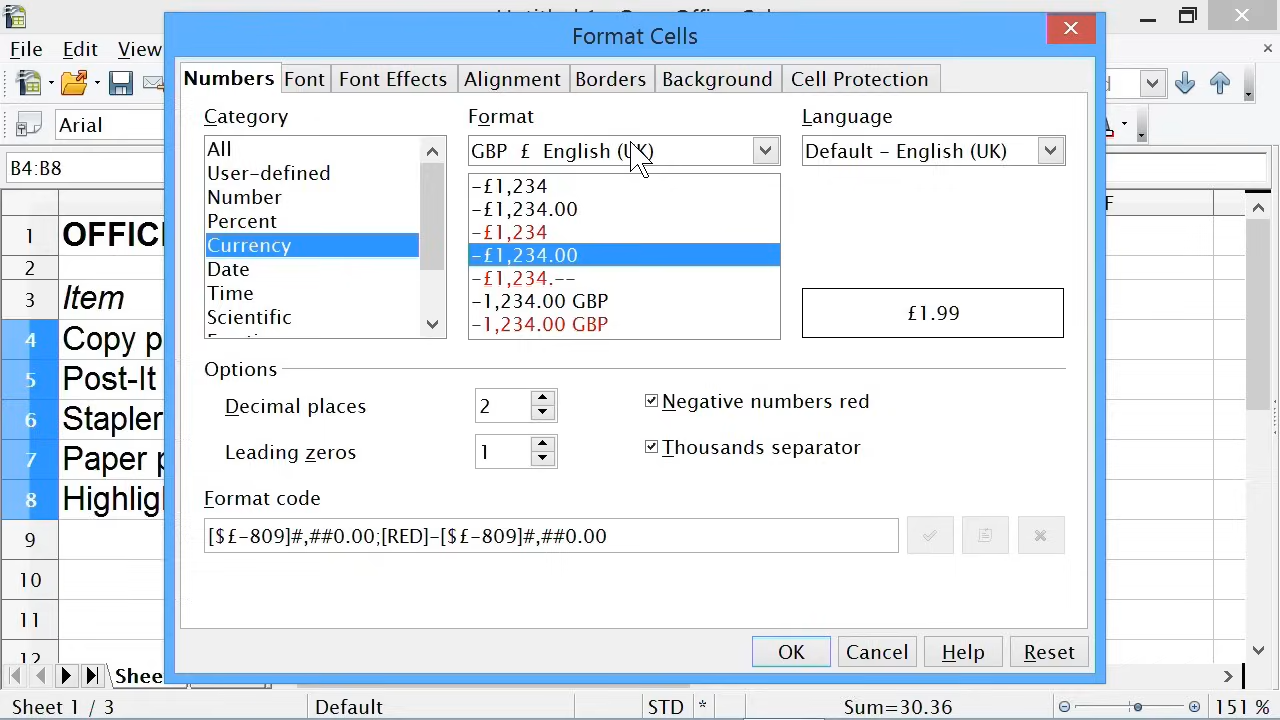 Format Cells
File Edit View
Numbers Font Font Effects Alignment Borders Background Cell Protection
Arial
B4:B8
Category
All
User-defined
Number
Percent
Currency
Date
Time
Scientific
Format
GBP £ English (UK)
-£1,234
-£1,234.00
-£1,234
-£1,234.00
-£1,234.--
-1,234.00 GBP
-1,234.00 GBP
Language
Default - English (UK)
£1.99
F
1
2
3 Item
4 Copy
5 Post-It
6 Stapler
7 Paper
8
9
10
11
12
Options
Decimal places 2
Negative numbers red
Leading zeros 1
Thousands separator
Format code
[$£-809]#,##0.00;[RED]-[$£-809]#,##0.00
OK Cancel Help Reset
Sheet 1 / 3 Default STD * Sum=30.36 151 %